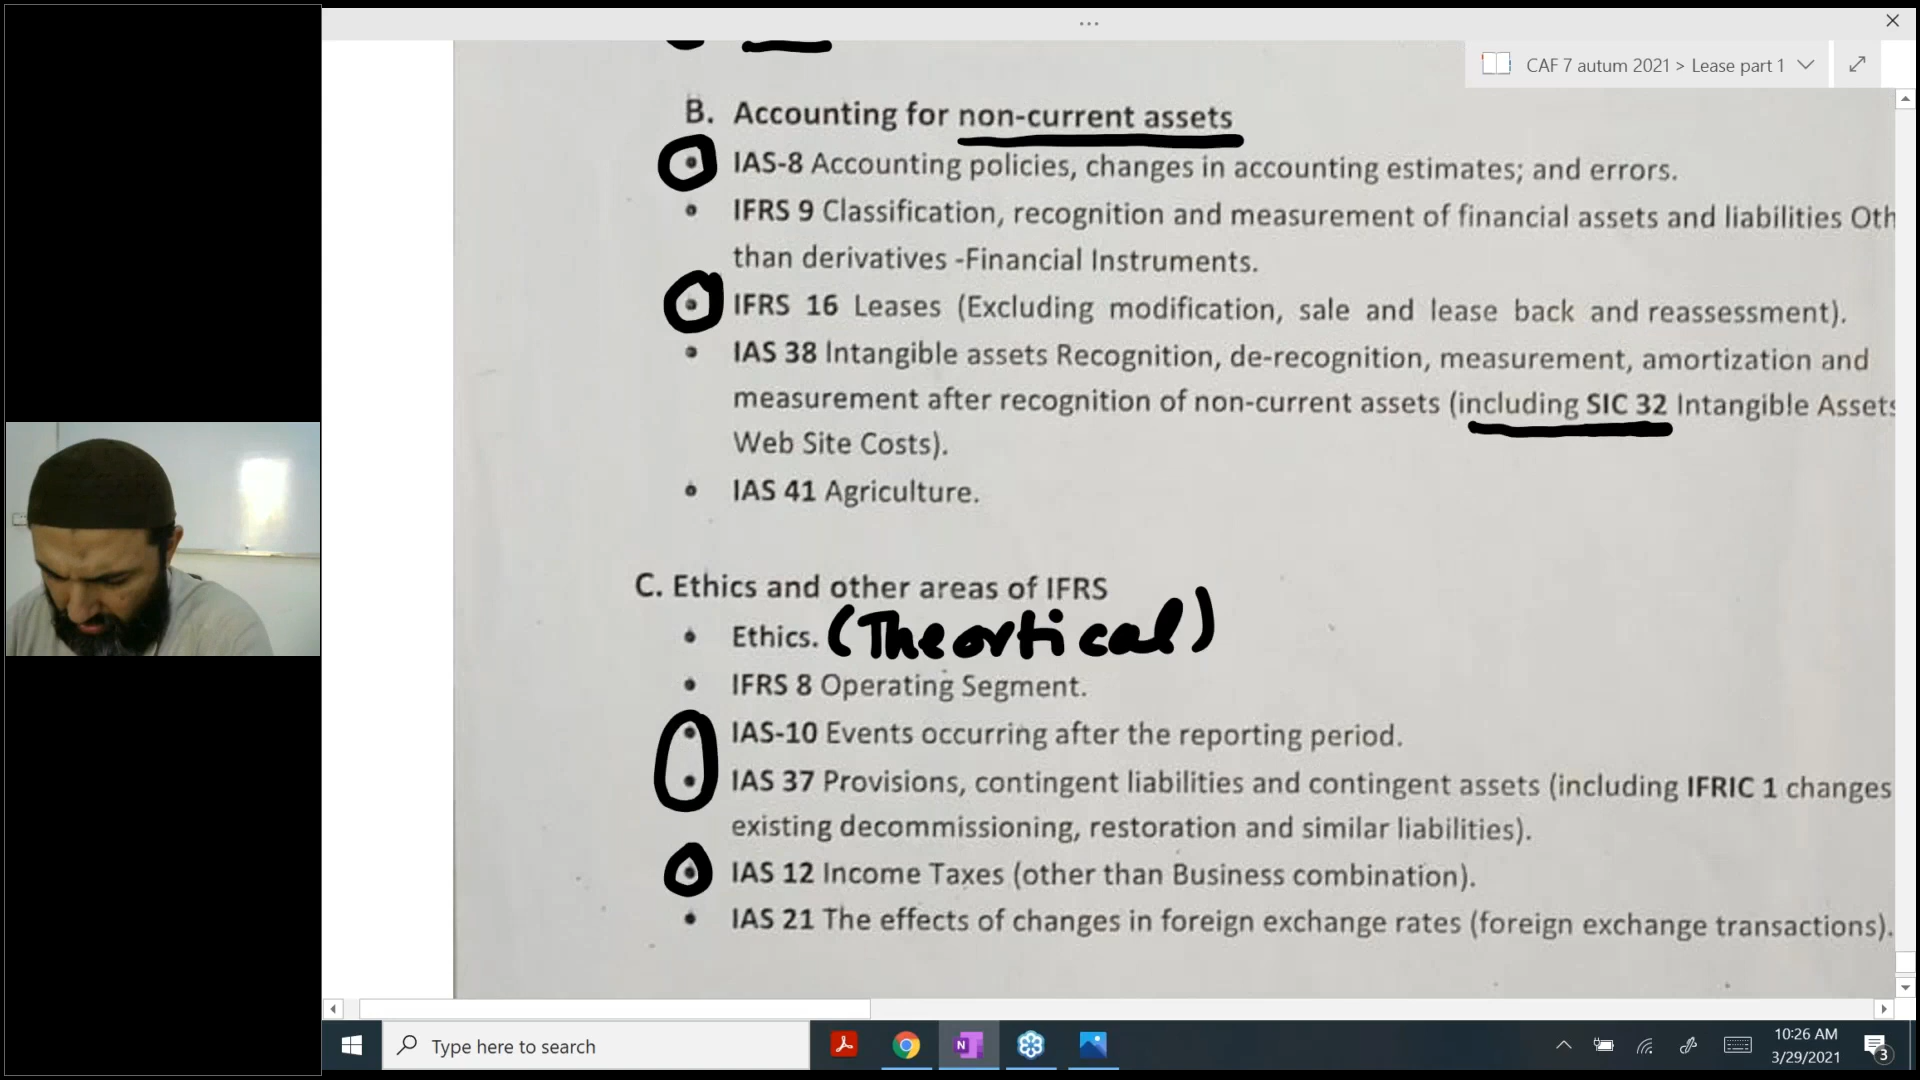 ...
CAF 7 autum 2021 > Lease part 1
B. Accounting for non-current assets
• IAS-8 Accounting policies, changes in accounting estimates; and errors.
• IFRS 9 Classification, recognition and measurement of financial assets and liabilities Oth
than derivatives -Financial Instruments.
• IFRS 16 Leases (Excluding modification, sale and lease back and reassessment).
• IAS 38 Intangible assets Recognition, de-recognition, measurement, amortization and
measurement after recognition of non-current assets (including SIC 32 Intangible Assets
Web Site Costs).
• IAS 41 Agriculture.
C. Ethics and other areas of IFRS
• Ethics. (Theortical)
• IFRS 8 Operating Segment.
• IAS-10 Events occurring after the reporting period.
• IAS 37 Provisions, contingent liabilities and contingent assets (including IFRIC 1 changes
existing decommissioning, restoration and similar liabilities).
• IAS 12 Income Taxes (other than Business combination).
• IAS 21 The effects of changes in foreign exchange rates (foreign exchange transactions).
Type here to search
N
10:26 AM
3/29/2021
3